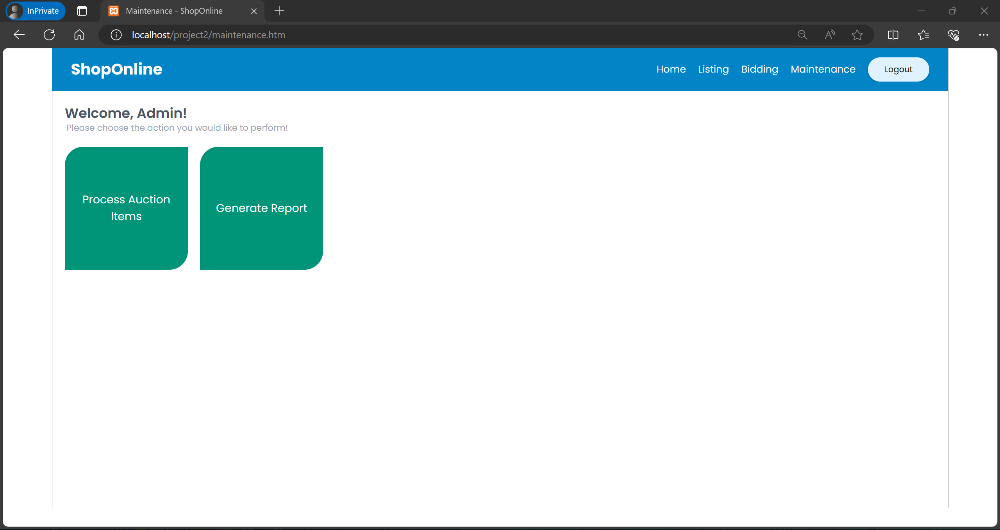 InPrivate
Maintenance - ShopOnline
localhost/project2/maintenance.htm
ShopOnline
Home Listing Bidding Maintenance Logout
Welcome, Admin!
Please choose the action you would like to perform!
Process Auction
Items
Generate Report